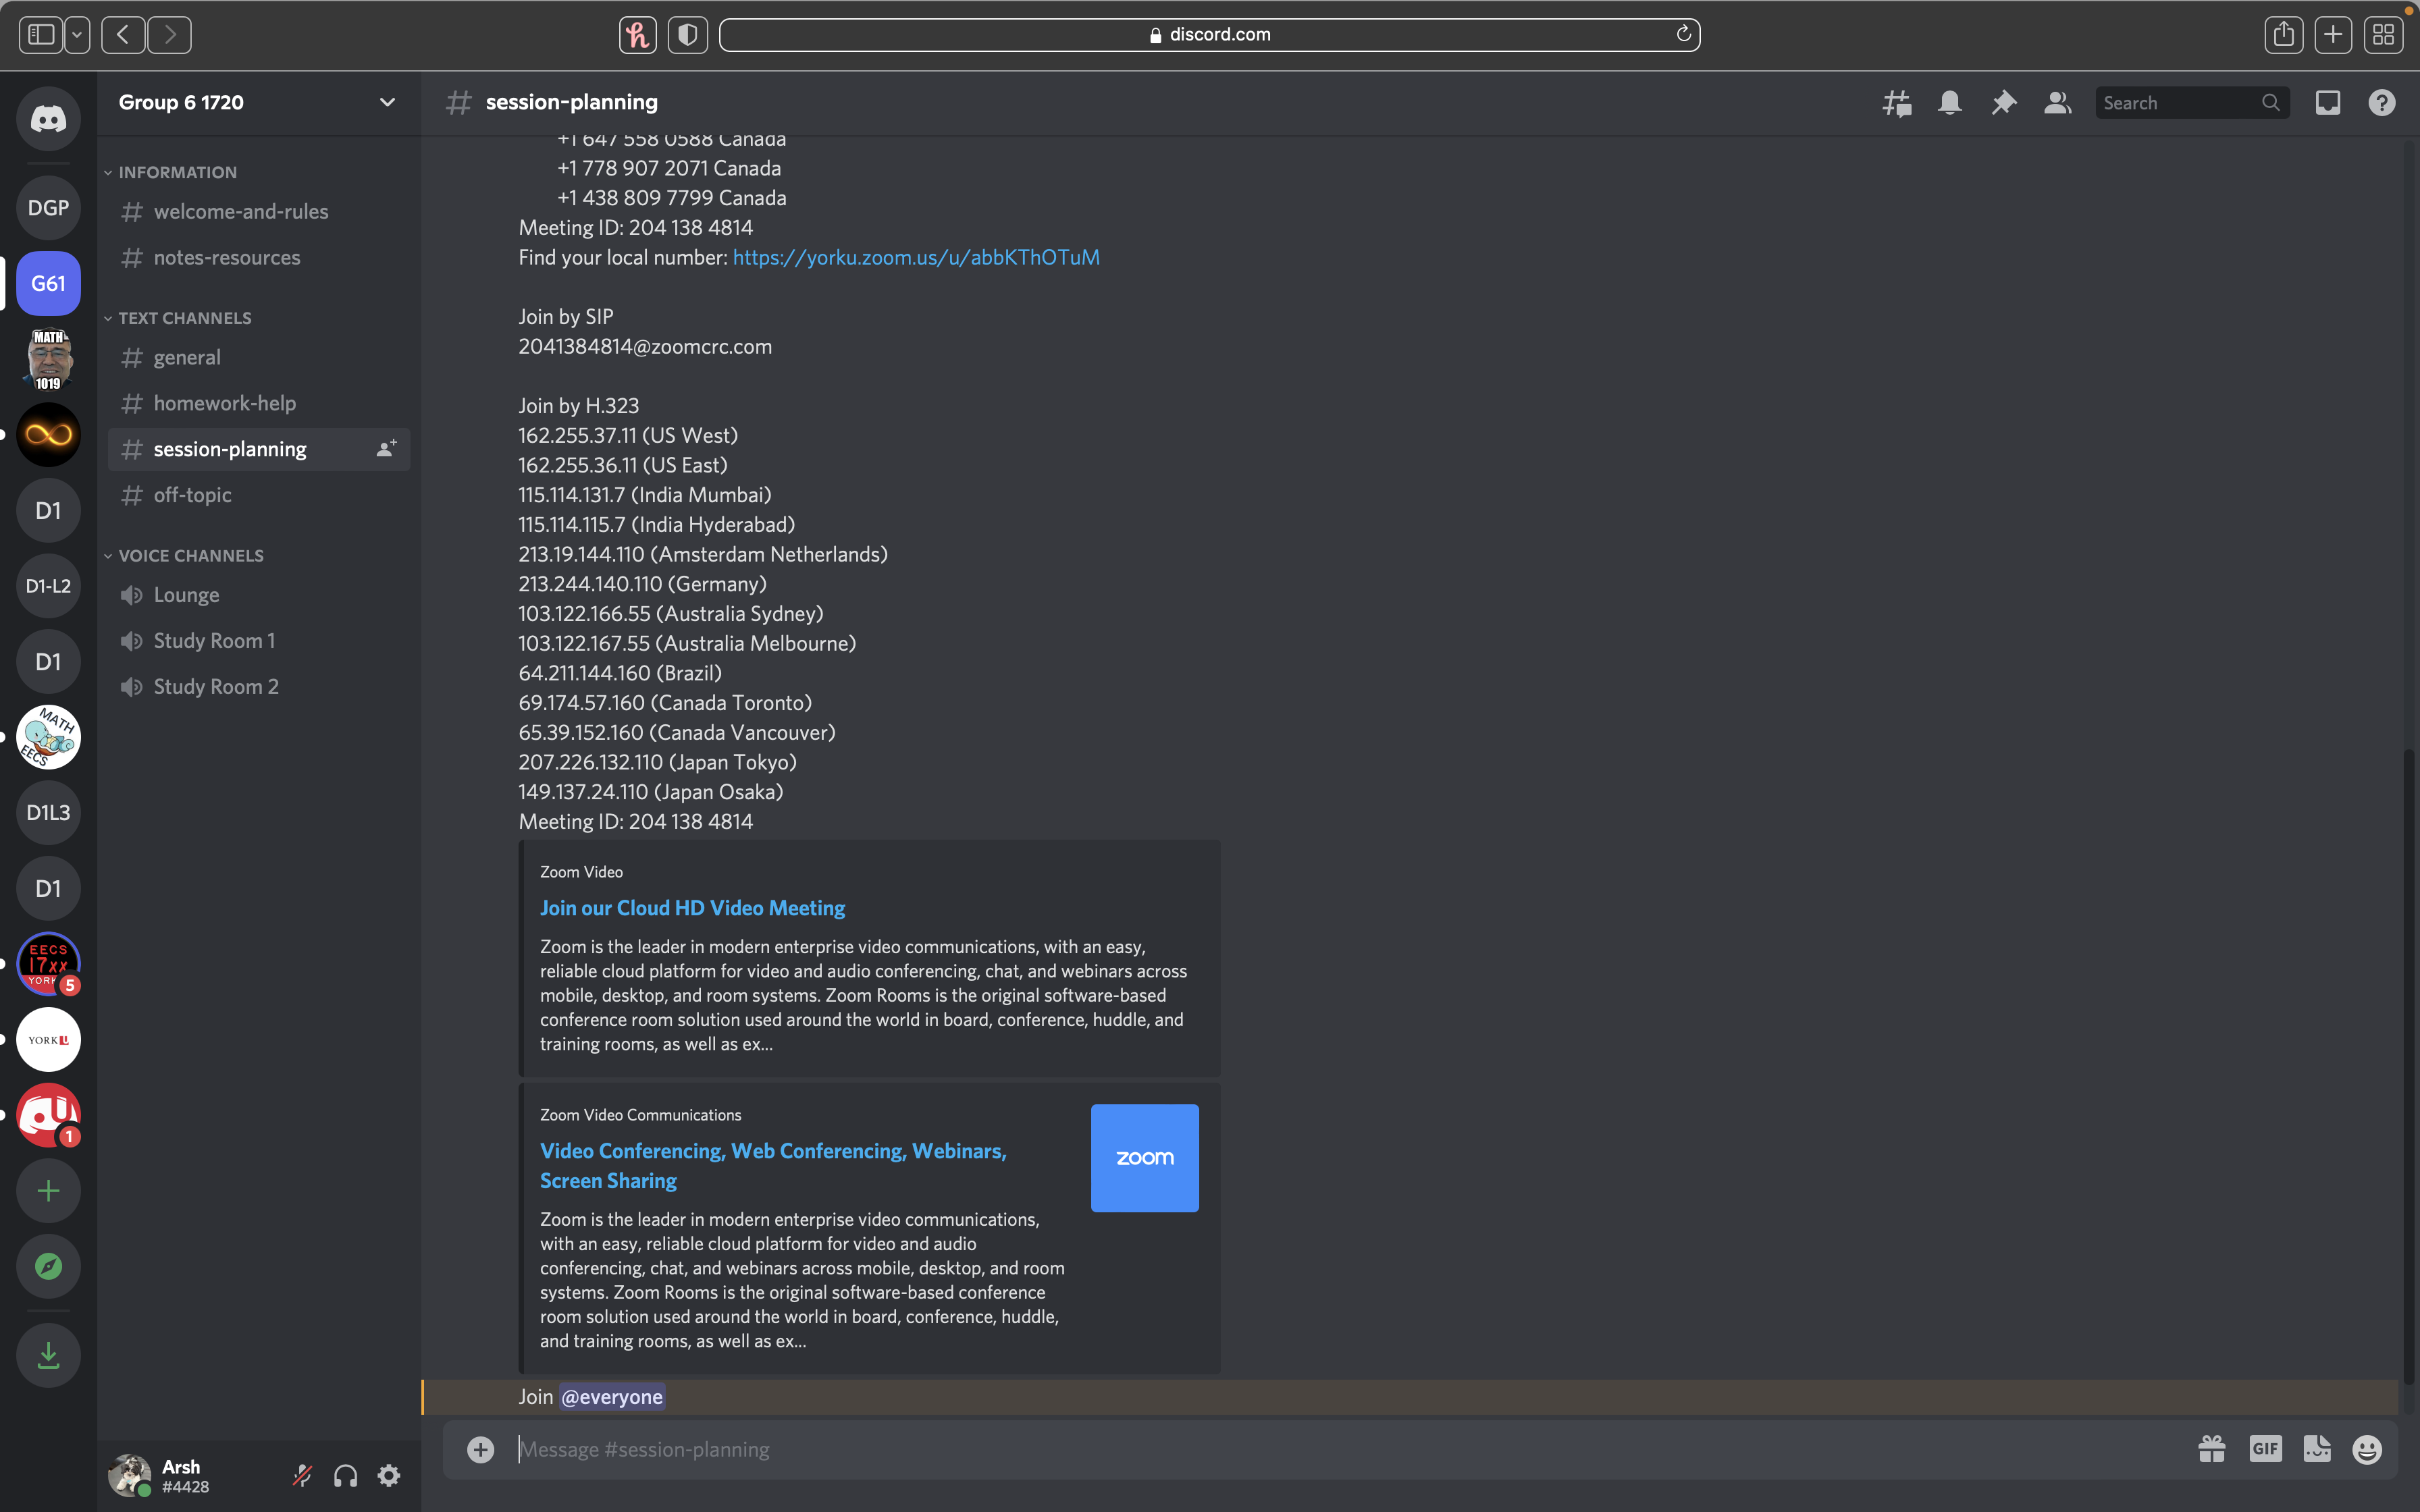 discord.com
Group 6 1720
session-planning
Search
INFORMATION
welcome-and-rules
notes-resources
TEXT CHANNELS
general
homework-help
session-planning
off-topic
VOICE CHANNELS
Lounge
Study Room 1
Study Room 2
DGP
G61
MATH
1019
D1
D1-L2
D1
MATH
EECS
D1L3
D1
EECS
17xx
YORK
5
YORK U
U
1
+1 647 558 0588 Canada
+1 778 907 2071 Canada
+1 438 809 7799 Canada
Meeting ID: 204 138 4814
Find your local number: https://yorku.zoom.us/u/abbKThOTuM
Join by SIP
2041384814@zoomcrc.com
Join by H.323
162.255.37.11 (US West)
162.255.36.11 (US East)
115.114.131.7 (India Mumbai)
115.114.115.7 (India Hyderabad)
213.19.144.110 (Amsterdam Netherlands)
213.244.140.110 (Germany)
103.122.166.55 (Australia Sydney)
103.122.167.55 (Australia Melbourne)
64.211.144.160 (Brazil)
69.174.57.160 (Canada Toronto)
65.39.152.160 (Canada Vancouver)
207.226.132.110 (Japan Tokyo)
149.137.24.110 (Japan Osaka)
Meeting ID: 204 138 4814
Zoom Video
Join our Cloud HD Video Meeting
Zoom is the leader in modern enterprise video communications, with an easy,
reliable cloud platform for video and audio conferencing, chat, and webinars across
mobile, desktop, and room systems. Zoom Rooms is the original software-based
conference room solution used around the world in board, conference, huddle, and
training rooms, as well as ex...
Zoom Video Communications
Video Conferencing, Web Conferencing, Webinars,
Screen Sharing
Zoom is the leader in modern enterprise video communications,
with an easy, reliable cloud platform for video and audio
conferencing, chat, and webinars across mobile, desktop, and room
systems. Zoom Rooms is the original software-based conference
room solution used around the world in board, conference, huddle,
and training rooms, as well as ex...
zoom
Join @everyone
Message #session-planning
GIF
Arsh
#4428